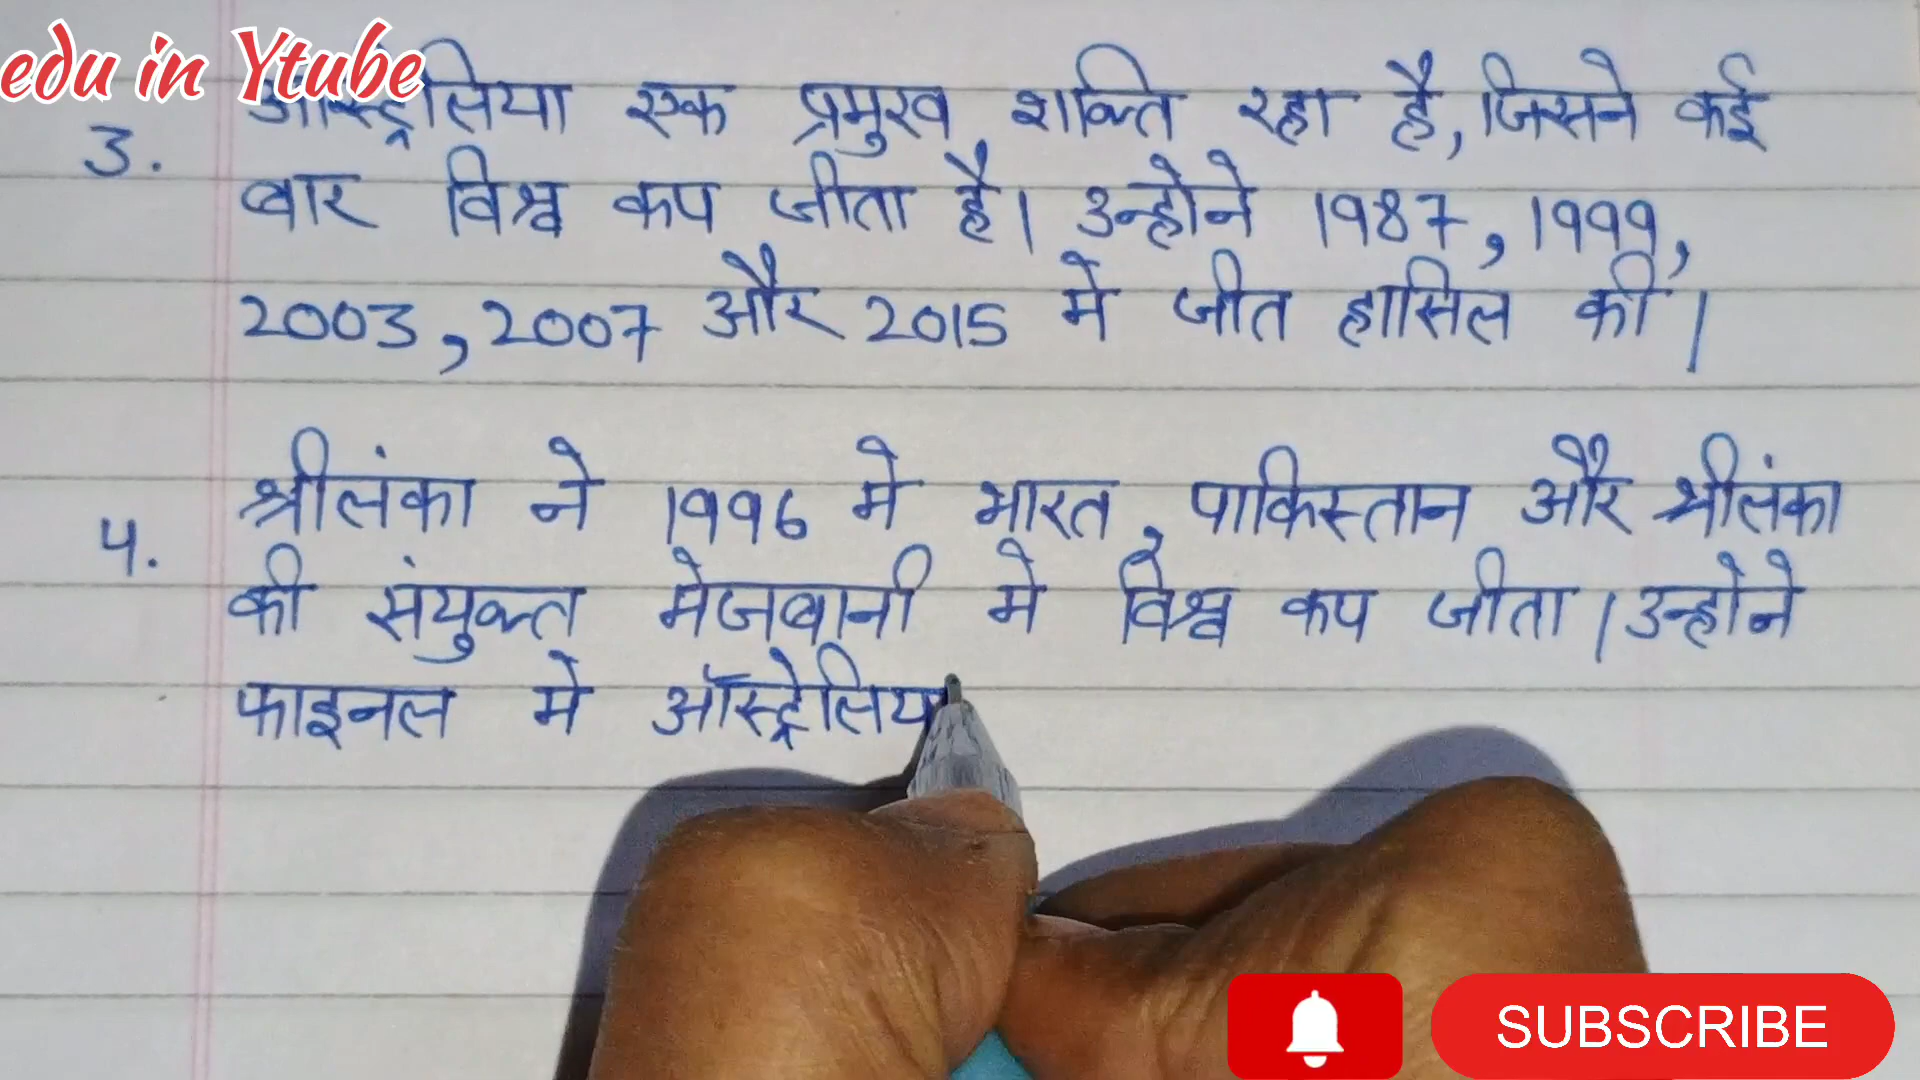 edu in Ytube
3. ऑस्ट्रेलिया एक प्रमुख शक्ति रहा है, जिसने कई
बार विश्व कप जीता है। उन्होने 1987, 1999,
2003, 2007 और 2015 मे जीत हासिल की।
4. श्रीलंका ने 1996 मे भारत, पाकिस्तान और श्रीलंका
की संयुक्त मेजबानी मे विश्व कप जीता। उन्होने
फाइनल मे ऑस्ट्रेलिया
SUBSCRIBE